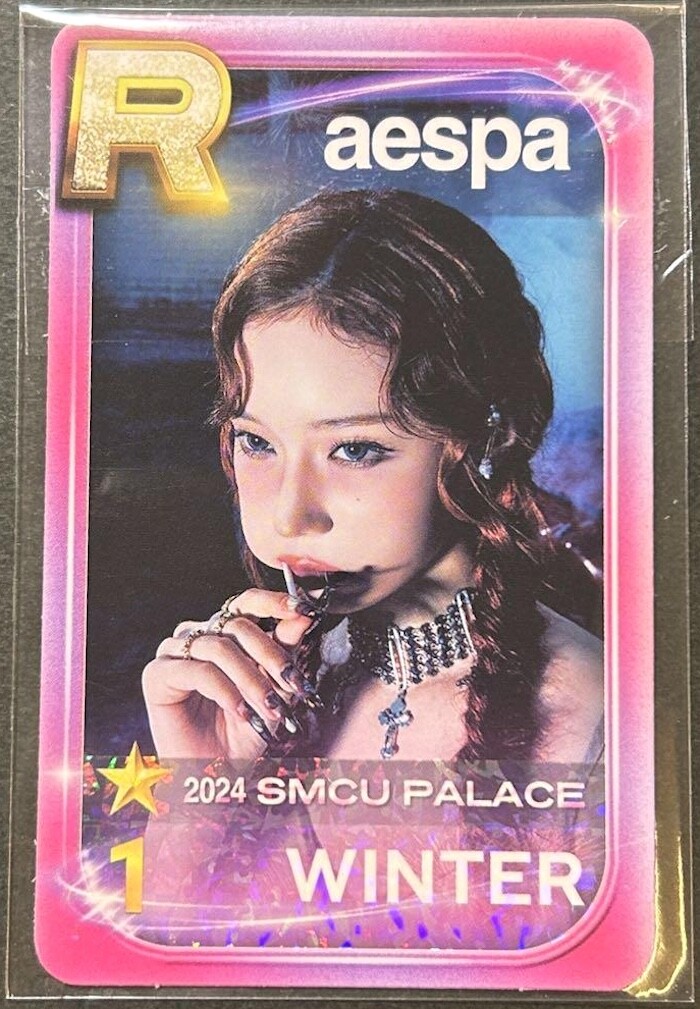 R
aespa
2024 SMCU PALACE
1
WINTER